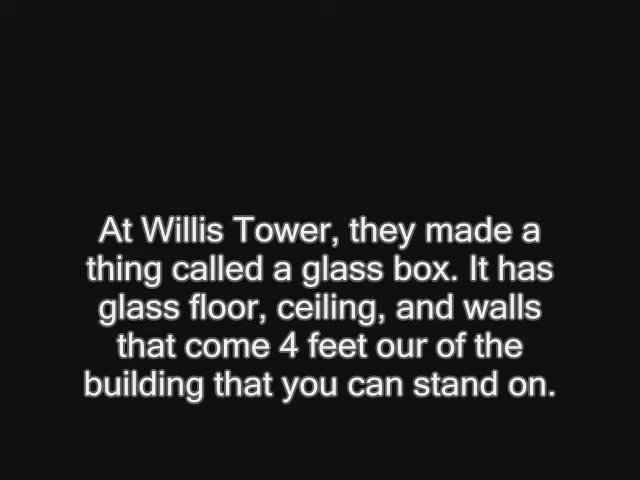 At Willis Tower, they made a
thing called a glass box. It has
glass floor, ceiling, and walls
that come 4 feet our of the
building that you can stand on.